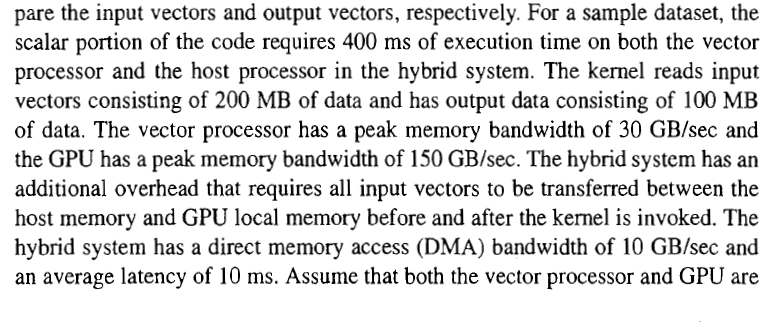 pare the input vectors and output vectors, respectively. For a sample dataset, the
scalar portion of the code requires 400 ms of execution time on both the vector
processor and the host processor in the hybrid system. The kernel reads input
vectors consisting of 200 MB of data and has output data consisting of 100 MB
of data. The vector processor has a peak memory bandwidth of 30 GB/sec and
the GPU has a peak memory bandwidth of 150 GB/sec. The hybrid system has an
additional overhead that requires all input vectors to be transferred between the
host memory and GPU local memory before and after the kernel is invoked. The
hybrid system has a direct memory access (DMA) bandwidth of 10 GB/sec and
an average latency of 10 ms. Assume that both the vector processor and GPU are